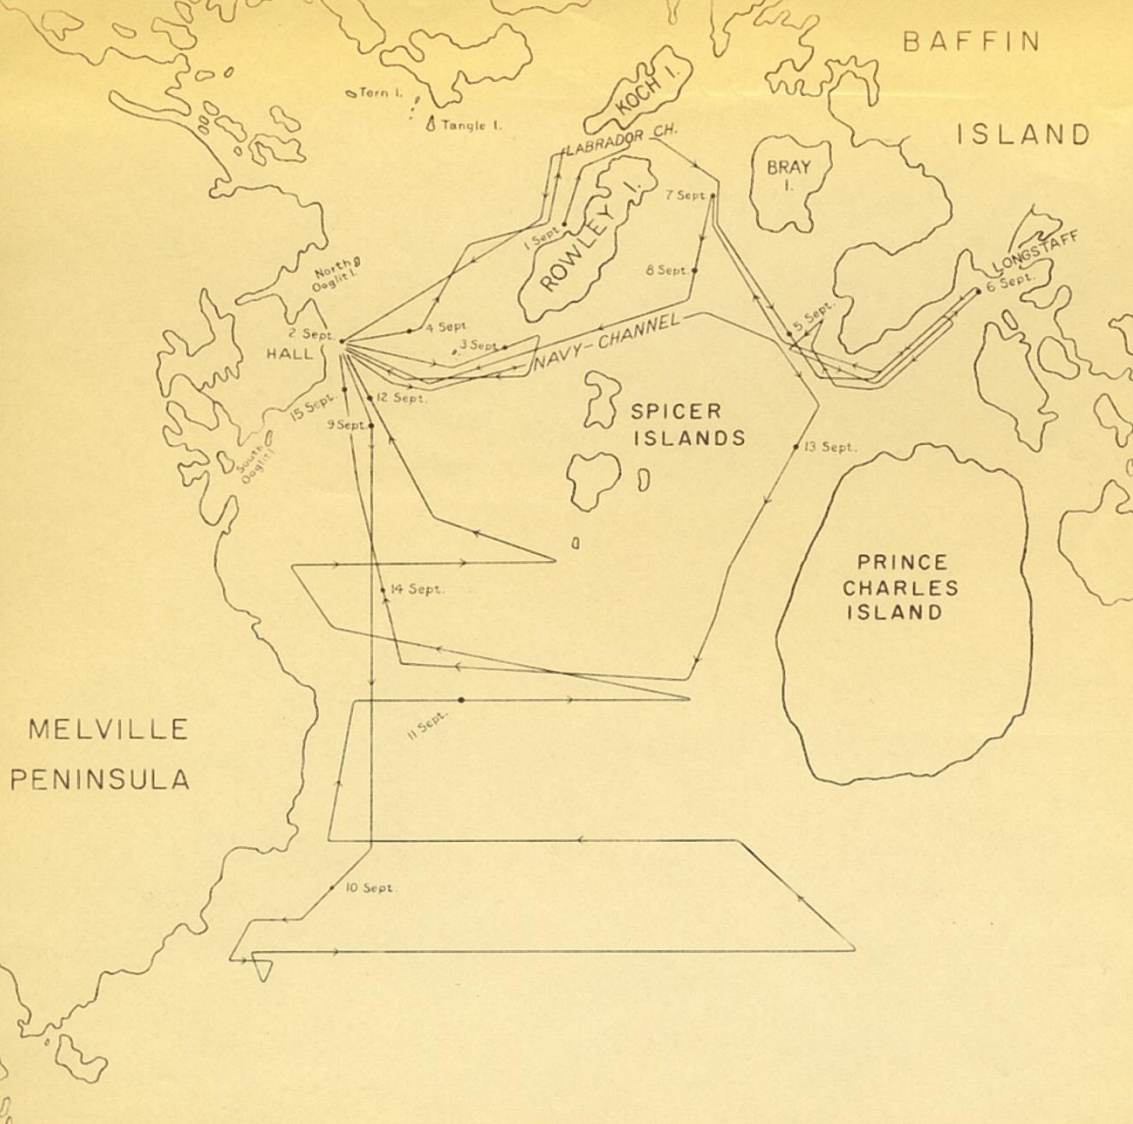 BAFFIN
ISLAND
Tern I.
Tangle I.
KOCH I.
LABRADOR CH.
BRAY
I.
7 Sept.
ROWLEY I.
1 Sept.
LONGSTAFF
6 Sept.
North
Ooglit I.
8 Sept.
5 Sept.
2 Sept.
HALL
4 Sept.
3 Sept.
NAVY-CHANNEL
15 Sept.
12 Sept.
9 Sept.
SPICER
ISLANDS
South
Ooglit I.
13 Sept.
14 Sept.
PRINCE
CHARLES
ISLAND
11 Sept.
MELVILLE
PENINSULA
10 Sept.